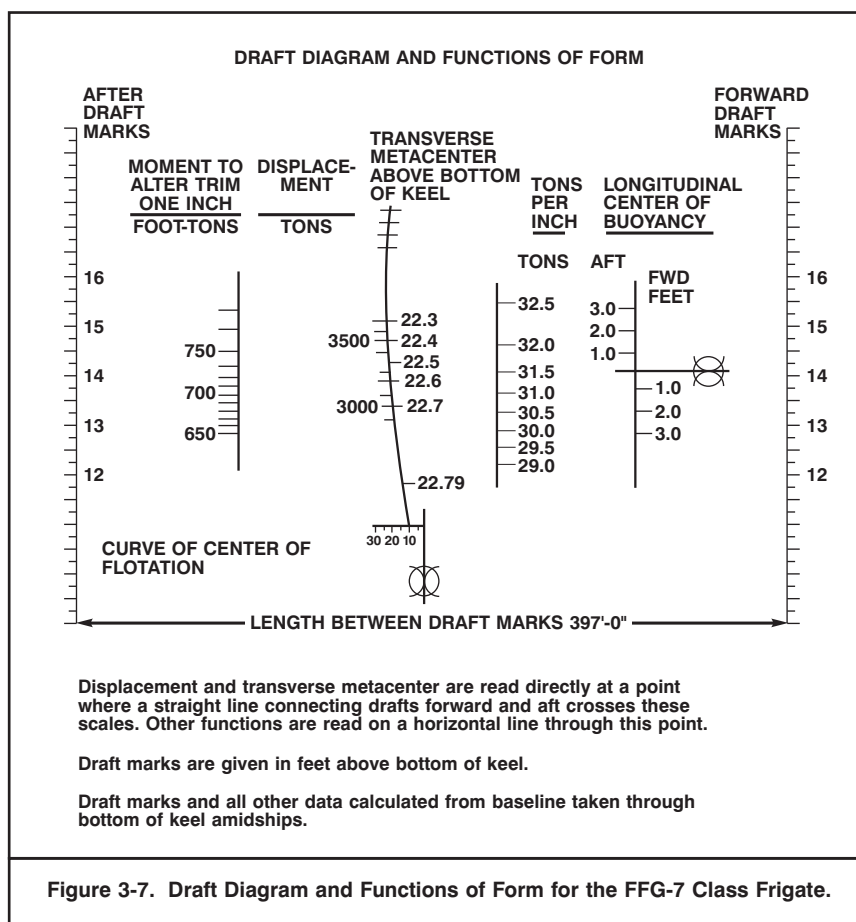 DRAFT DIAGRAM AND FUNCTIONS OF FORM
AFTER
DRAFT
MARKS
FORWARD
DRAFT
MARKS
MOMENT TO
ALTER TRIM
ONE INCH
FOOT-TONS
DISPLACE-
MENT
TONS
TRANSVERSE
METACENTER
ABOVE BOTTOM
OF KEEL
TONS
PER
INCH
TONS
LONGITUDINAL
CENTER OF
BUOYANCY
AFT
FWD
FEET
16
15
14
13
12
750
700
650
3500
3000
22.3
22.4
22.5
22.6
22.7
22.79
30 20 10
32.5
32.0
31.5
31.0
30.5
30.0
29.5
29.0
3.0
2.0
1.0
1.0
2.0
3.0
16
15
14
13
12
CURVE OF CENTER OF
FLOTATION
LENGTH BETWEEN DRAFT MARKS 397'-0"
Displacement and transverse metacenter are read directly at a point
where a straight line connecting drafts forward and aft crosses these
scales. Other functions are read on a horizontal line through this point.
Draft marks are given in feet above bottom of keel.
Draft marks and all other data calculated from baseline taken through
bottom of keel amidships.
Figure 3-7. Draft Diagram and Functions of Form for the FFG-7 Class Frigate.